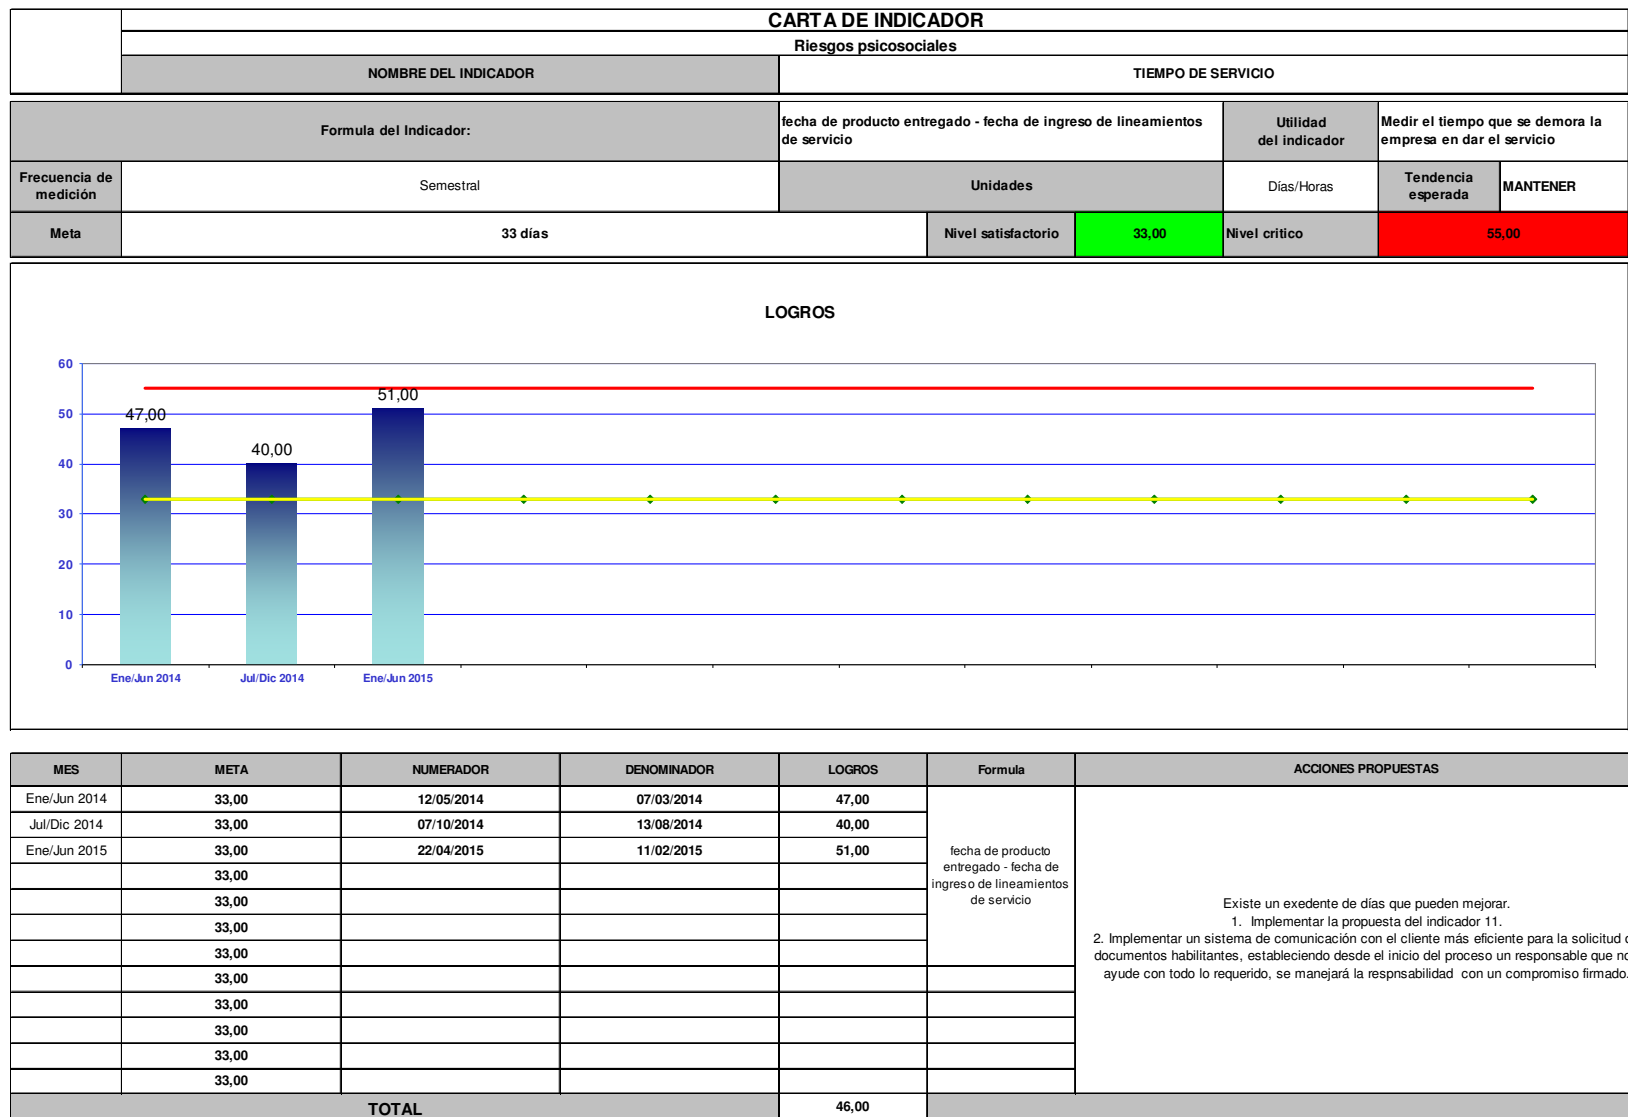 CARTA DE INDICADOR
Riesgos psicosociales
NOMBRE DEL INDICADOR
TIEMPO DE SERVICIO
Formula del Indicador:
fecha de producto entregado - fecha de ingreso de lineamientos
de servicio
Utilidad
del indicador
Medir el tiempo que se demora la
empresa en dar el servicio
Frecuencia de
medición
Semestral
Unidades
Días/Horas
Tendencia
esperada
MANTENER
Meta
33 días
Nivel satisfactorio
33,00
Nivel critico
55,00
LOGROS
60
50
40
30
20
10
0
47,00
40,00
51,00
Ene/Jun 2014
Jul/Dic 2014
Ene/Jun 2015
MES META NUMERADOR DENOMINADOR LOGROS Formula ACCIONES PROPUESTAS
Ene/Jun 2014 33,00 12/05/2014 07/03/2014 47,00
Jul/Dic 2014 33,00 07/10/2014 13/08/2014 40,00
Ene/Jun 2015 33,00 22/04/2015 11/02/2015 51,00
33,00
33,00
33,00
33,00
33,00
33,00
33,00
33,00
33,00
fecha de producto
entregado - fecha de
ingreso de lineamientos
de servicio
Existe un exedente de días que pueden mejorar.
1. Implementar la propuesta del indicador 11.
2. Implementar un sistema de comunicación con el cliente más eficiente para la solicitud
documentos habilitantes, estableciendo desde el inicio del proceso un responsable que
ayude con todo lo requerido, se manejará la respnsabilidad con un compromiso firmado.
TOTAL 46,00